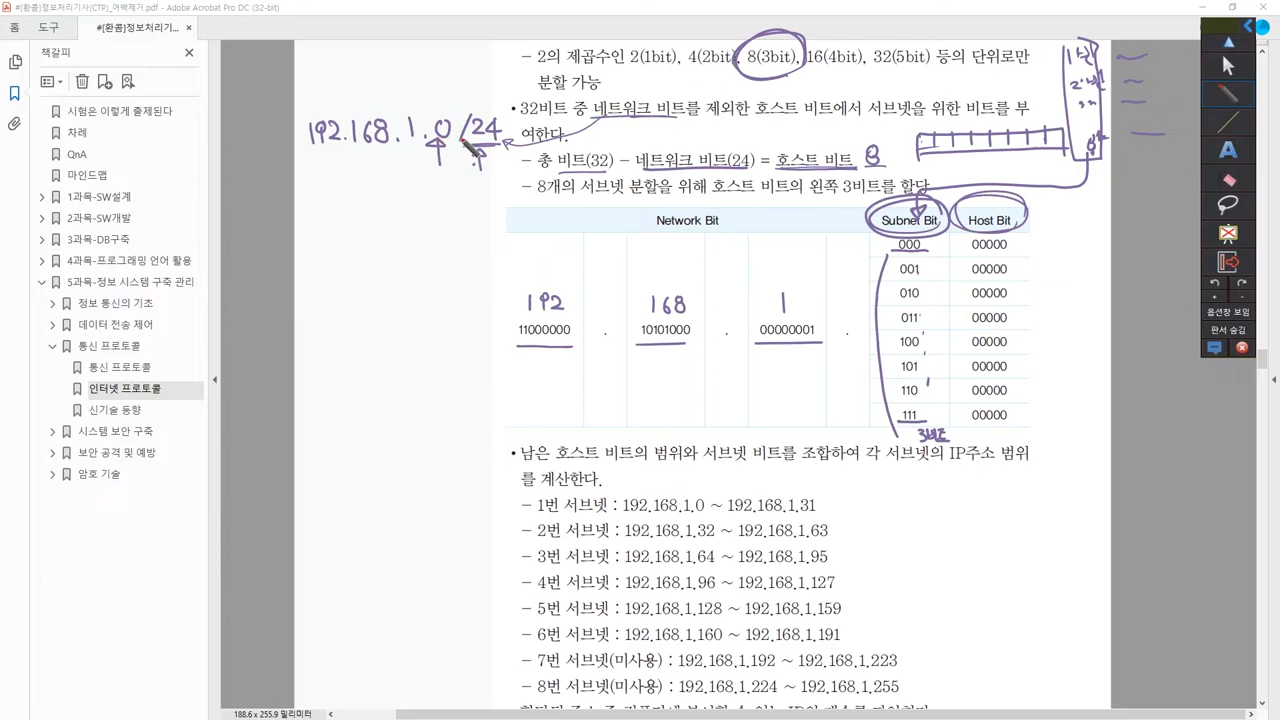 #[환콤]정보처리기사(CTP)_여백제거.pdf - Adobe Acrobat Pro DC (32-bit)
홈 도구 #[환콤]정보처리기... ×
책갈피 ×
시험은 이렇게 출제된다
차례
QnA
마인드맵
1과목-SW설계
2과목-SW개발
3과목-DB구축
4과목-프로그래밍 언어 활용
5과목-정보 시스템 구축 관리
정보 통신의 기초
데이터 전송 제어
통신 프로토콜
통신 프로토콜
인터넷 프로토콜
신기술 동향
시스템 보안 구축
보안 공격 및 예방
암호 기술
– 2의 제곱수인 2(1bit), 4(2bit), 8(3bit), 16(4bit), 32(5bit) 등의 단위로만
분할 가능
• 32비트 중 네트워크 비트를 제외한 호스트 비트에서 서브넷을 위한 비트를 부
여한다.
192.168.1.0/24
– 총 비트(32) – 네트워크 비트(24) = 호스트 비트 8
– 8개의 서브넷 분할을 위해 호스트 비트의 왼쪽 3비트를 할당
Network Bit Subnet Bit Host Bit
000 00000
001 00000
010 00000
192 168 1
011 00000
11000000 . 10101000 . 00000001 .
100 00000
101 00000
110 00000
111 00000
3비트
• 남은 호스트 비트의 범위와 서브넷 비트를 조합하여 각 서브넷의 IP주소 범위
를 계산한다.
– 1번 서브넷 : 192.168.1.0 ~ 192.168.1.31
– 2번 서브넷 : 192.168.1.32 ~ 192.168.1.63
– 3번 서브넷 : 192.168.1.64 ~ 192.168.1.95
– 4번 서브넷 : 192.168.1.96 ~ 192.168.1.127
– 5번 서브넷 : 192.168.1.128 ~ 192.168.1.159
– 6번 서브넷 : 192.168.1.160 ~ 192.168.1.191
– 7번 서브넷(미사용) : 192.168.1.192 ~ 192.168.1.223
– 8번 서브넷(미사용) : 192.168.1.224 ~ 192.168.1.255
옵션창 보임
판서 숨김
188.6 x 255.9 밀리미터